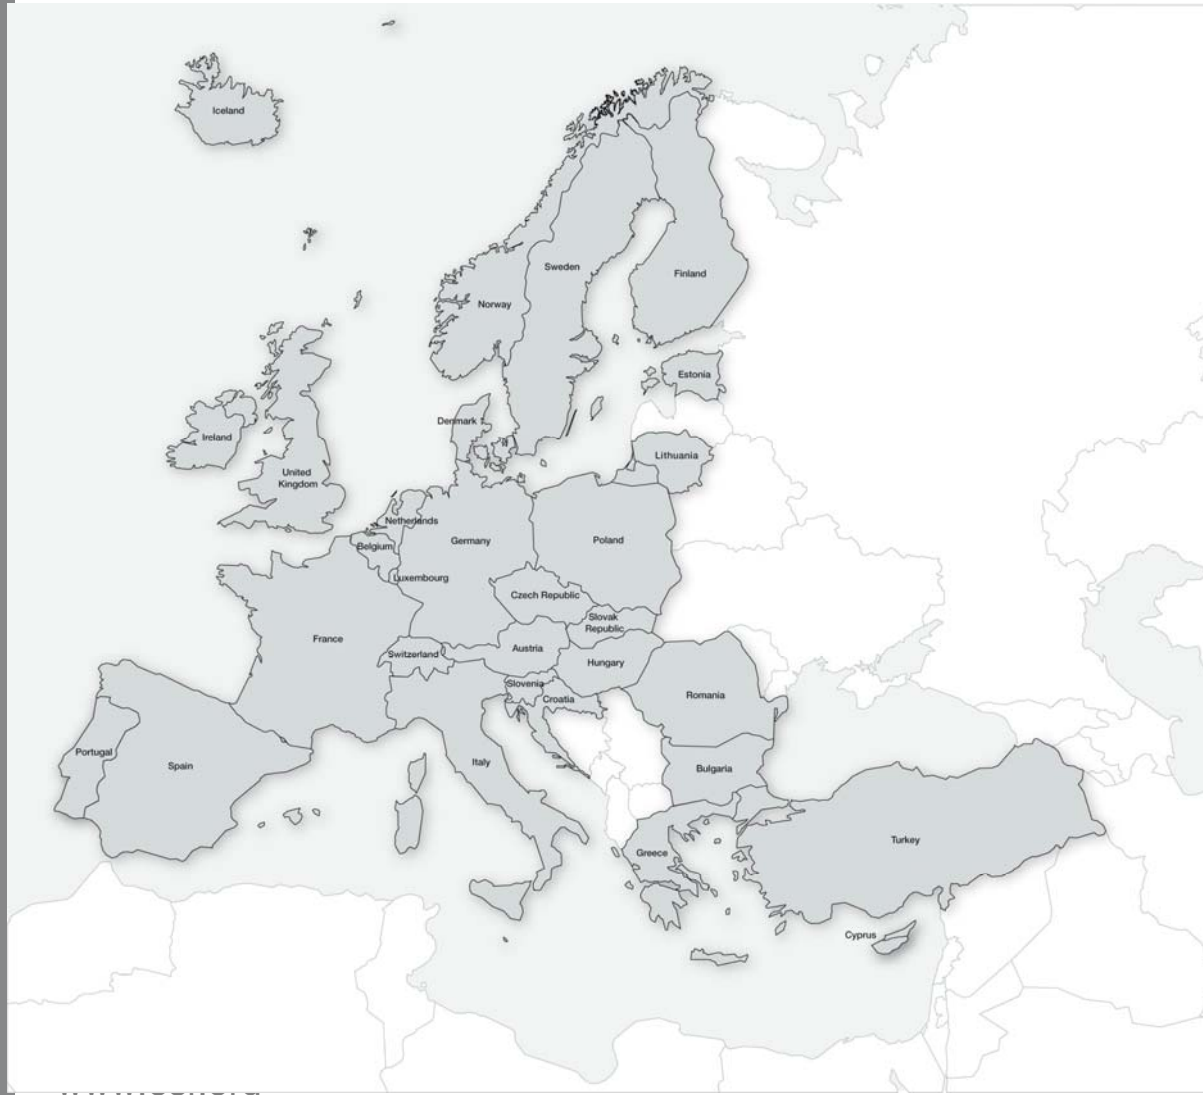 Iceland
Sweden
Finland
Norway
Estonia
Denmark
Ireland
Lithuania
United
Kingdom
Netherlands
Germany
Poland
Belgium
Luxembourg
Czech Republic
Slovak
Republic
France
Austria
Switzerland
Hungary
Slovenia
Croatia
Romania
Portugal
Spain
Italy
Bulgaria
Turkey
Greece
Cyprus